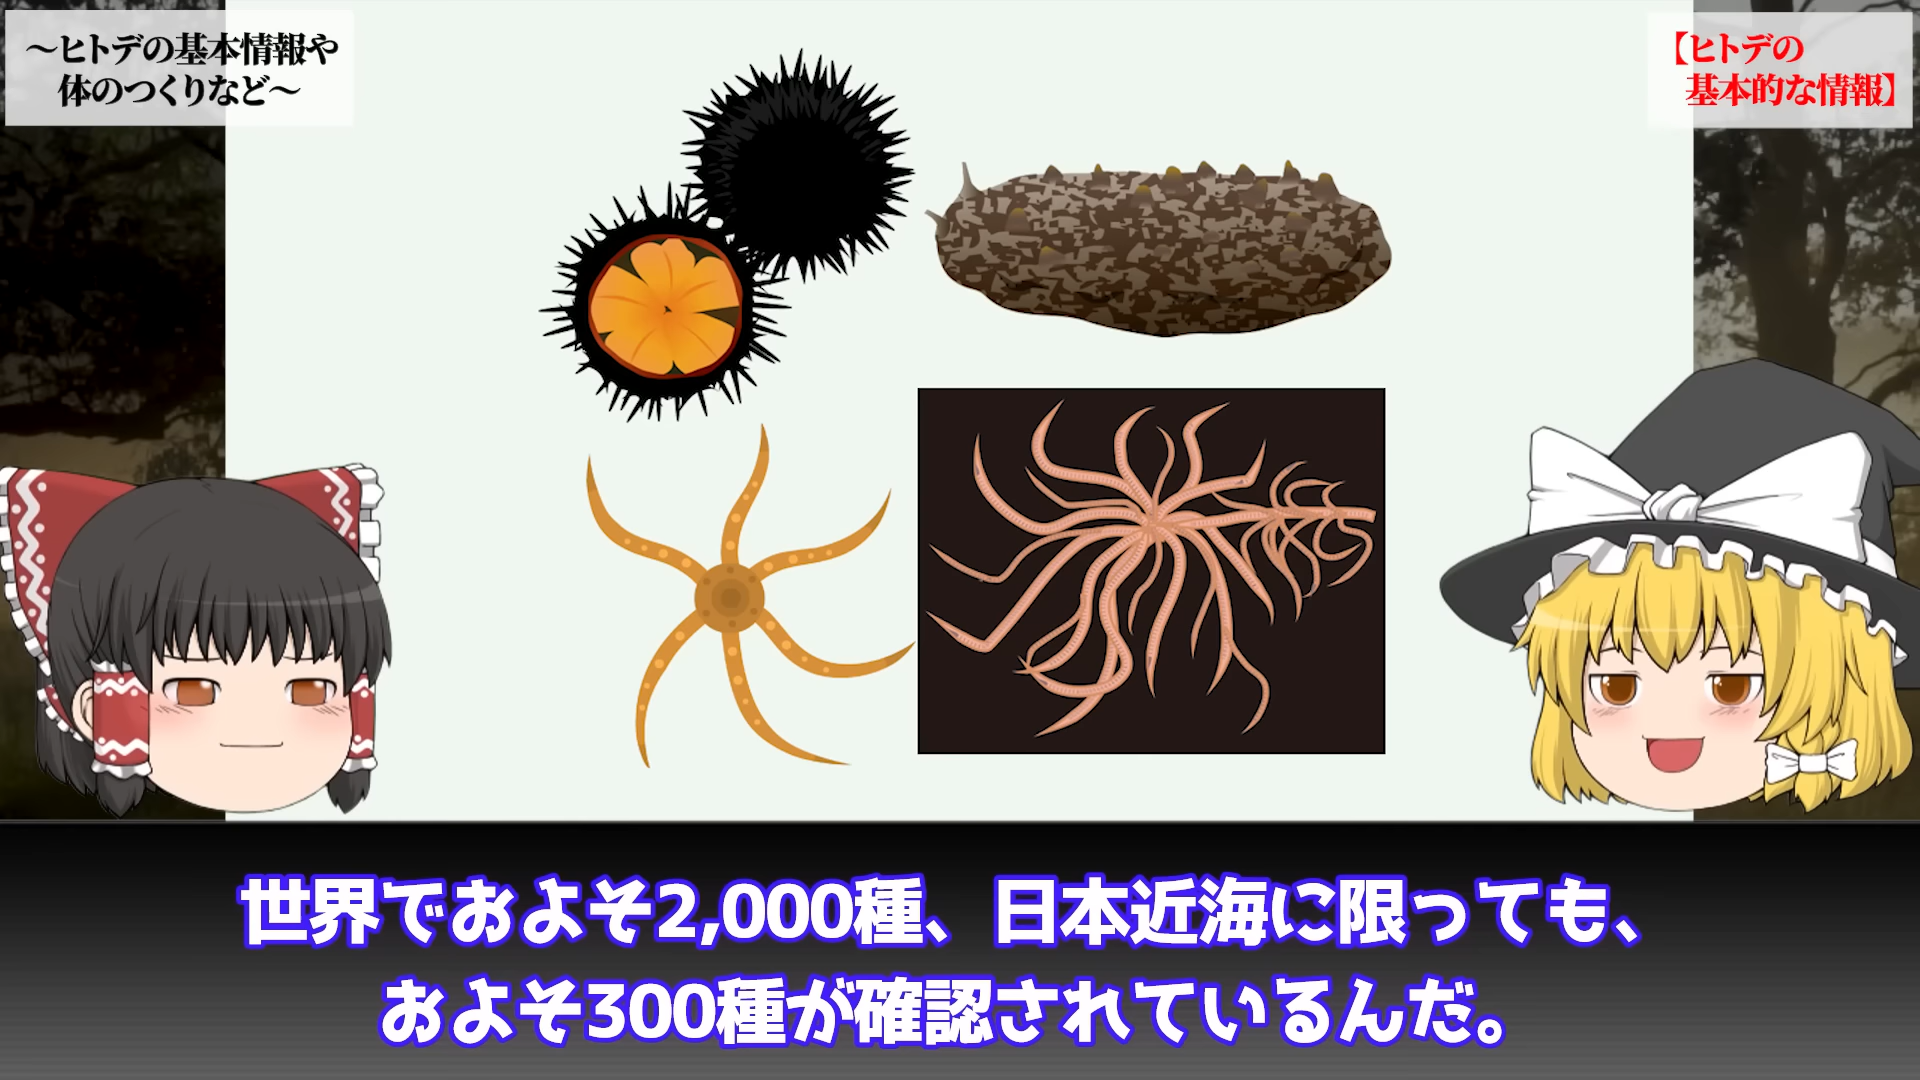 ～ヒトデの基本情報や
体のつくりなど～
【ヒトデの
基本的な情報】
世界でおよそ2,000種、日本近海に限っても、
およそ300種が確認されているんだ。